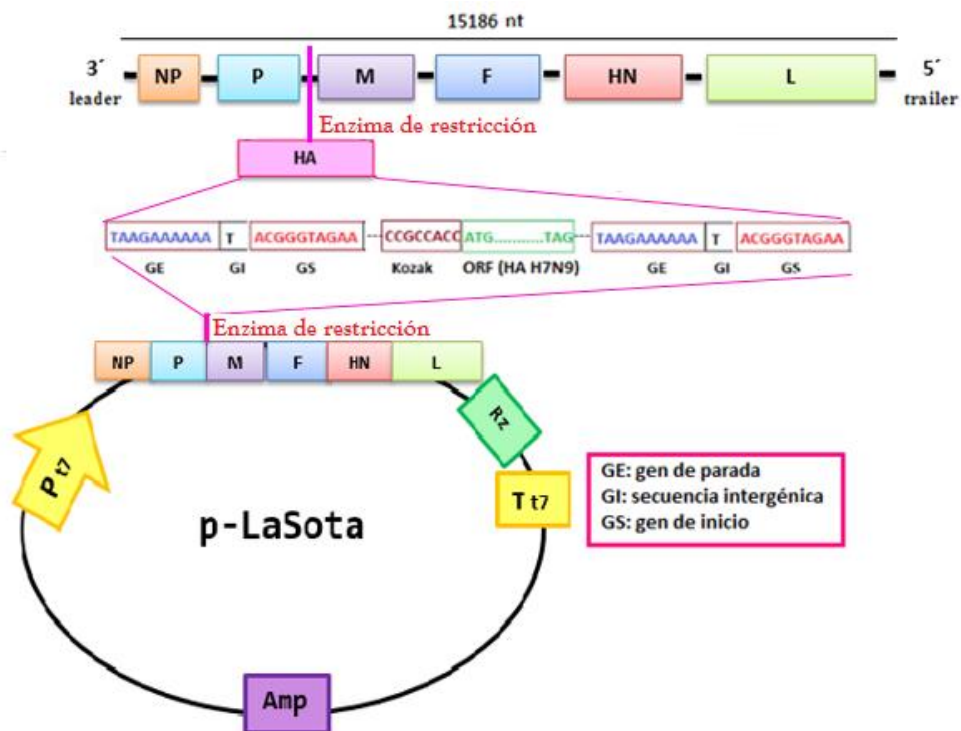 15186 nt
3´ NP P M F HN L 5´
leader trailer
Enzima de restricción
HA
TAAGAAAAAA T ACGGGTAGAA CCGCCACC ATG...........TAG TAAGAAAAAA T ACGGGTAGAA
GE GI GS Kozak ORF (HA H7N9) GE GI GS
Enzima de restricción
NP P M F HN L
Rz
P t7
T t7
p-LaSota
GE: gen de parada
GI: secuencia intergénica
GS: gen de inicio
Amp